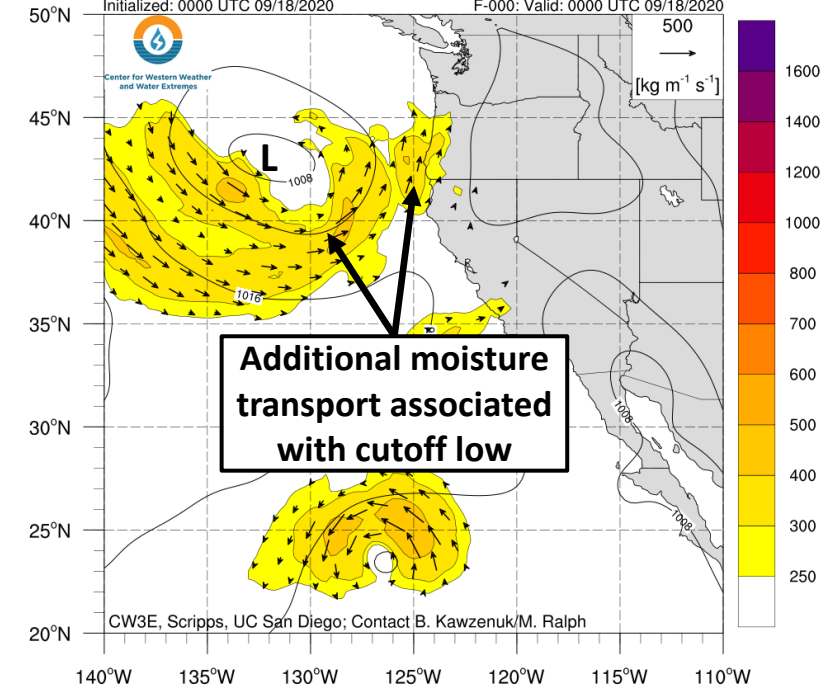 Initialized: 0000 UTC 09/18/2020
F-000: Valid: 0000 UTC 09/18/2020
500
[kg m⁻¹ s⁻¹]
Center for Western Weather
and Water Extremes
L
1008
1016
Additional moisture
transport associated
with cutoff low
1008
1008
CW3E, Scripps, UC San Diego; Contact B. Kawzenuk/M. Ralph
50°N
45°N
40°N
35°N
30°N
25°N
20°N
140°W 135°W 130°W 125°W 120°W 115°W 110°W
1600
1400
1200
1000
800
700
600
500
400
300
250